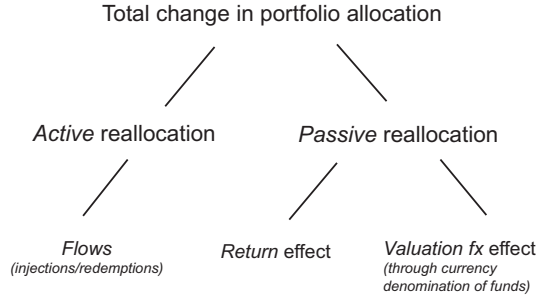 Total change in portfolio allocation
Active reallocation
Passive reallocation
Flows
(injections/redemptions)
Return effect
Valuation fx effect
(through currency
denomination of funds)